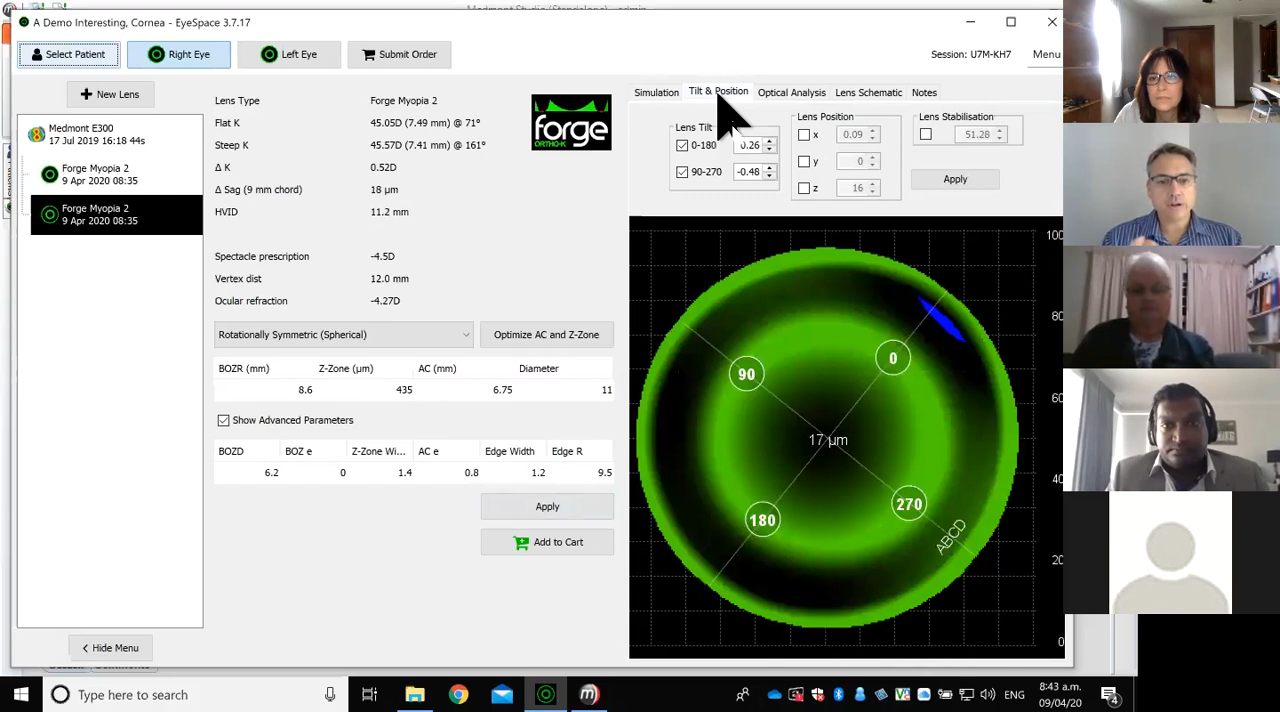 A Demo Interesting, Cornea - EyeSpace 3.7.17
Select Patient
Right Eye
Left Eye
Submit Order
Session: U7M-KH7
Menu
New Lens
Medmont E300
17 Jul 2019 16:18 44s
Forge Myopia 2
9 Apr 2020 08:35
Forge Myopia 2
9 Apr 2020 08:35
Hide Menu
Lens Type Forge Myopia 2
Flat K 45.05D (7.49 mm) @ 71°
Steep K 45.57D (7.41 mm) @ 161°
Δ K 0.52D
Δ Sag (9 mm chord) 18 µm
HVID 11.2 mm
forge
ORTHO-K
Spectacle prescription -4.5D
Vertex dist 12.0 mm
Ocular refraction -4.27D
Rotationally Symmetric (Spherical)
Optimize AC and Z-Zone
BOZR (mm) Z-Zone (µm) AC (mm) Diameter
8.6 435 6.75 11
Show Advanced Parameters
BOZD BOZ e Z-Zone Wi... AC e Edge Width Edge R
6.2 0 1.4 0.8 1.2 9.5
Apply
Add to Cart
Simulation Tilt & Position Optical Analysis Lens Schematic Notes
Lens Tilt
0-180 0.26
90-270 -0.48
Lens Position
x 0.09
y 0
z 16
Lens Stabilisation
51.28
Apply
90
0
17 µm
180
270
ABCD
100
80
60
40
20
0
Type here to search
ENG
8:43 a.m.
09/04/20
4